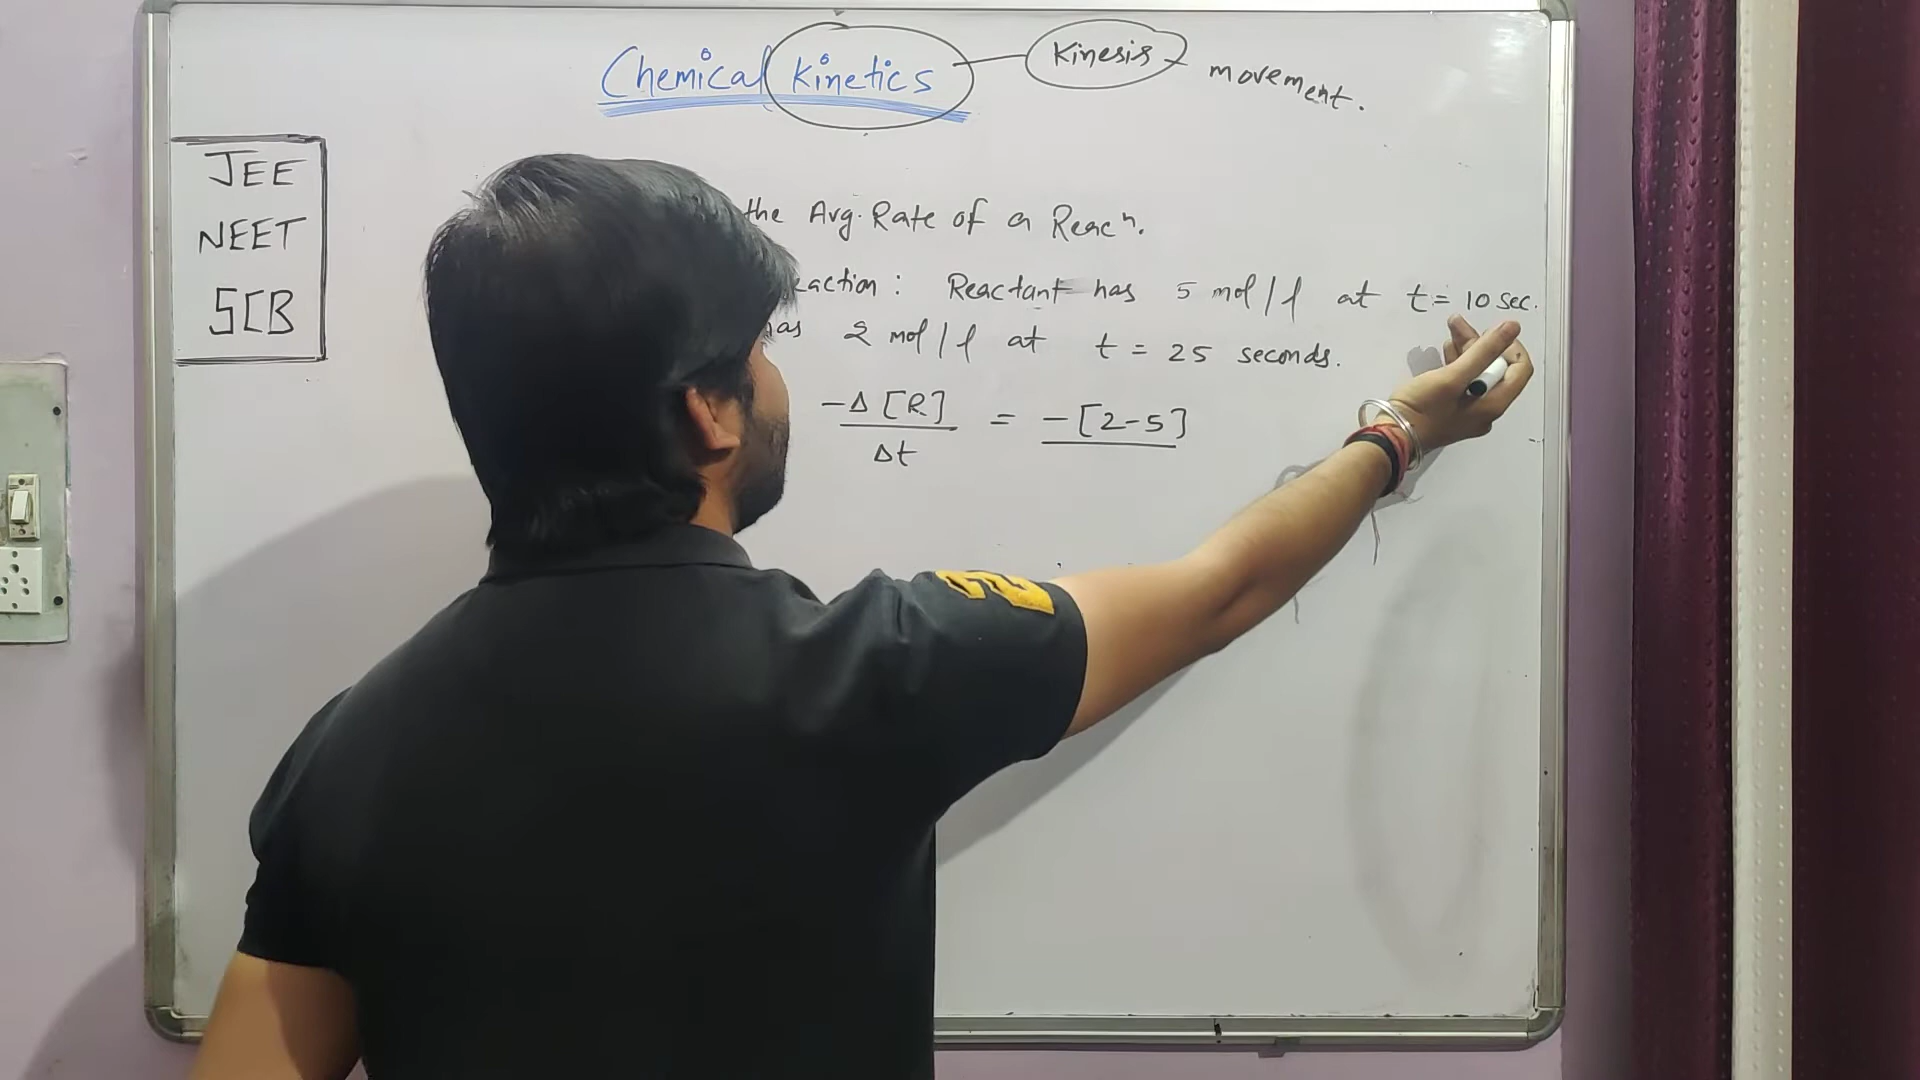 Chemical Kinetics — Kinesis movement.
JEE
NEET
SCB
the Avg. Rate of a Reacⁿ.
action : Reactant has 5 mol/l at t = 10 sec.
has 2 mol/l at t = 25 seconds.
-Δ[R] / Δt = -[2-5]